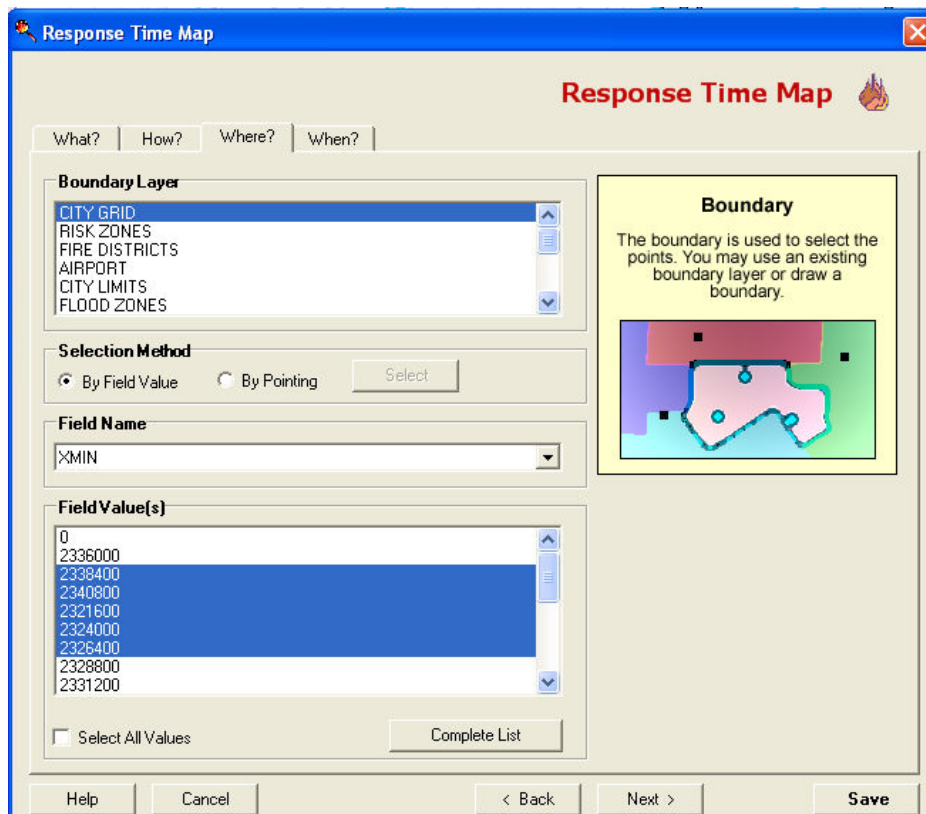 Response Time Map
Response Time Map
What?
How?
Where?
When?
Boundary Layer
CITY GRID
RISK ZONES
FIRE DISTRICTS
AIRPORT
CITY LIMITS
FLOOD ZONES
Selection Method
By Field Value
By Pointing
Select
Field Name
XMIN
Field Value(s)
0
2336000
2338400
2340800
2321600
2324000
2326400
2328800
2331200
Select All Values
Complete List
Boundary
The boundary is used to select the
points. You may use an existing
boundary layer or draw a
boundary.
Help
Cancel
< Back
Next >
Save